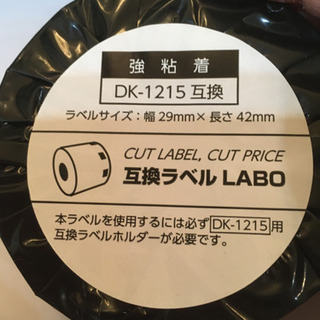 強粘着
DK-1215 互換
ラベルサイズ：幅 29mm× 長さ 42mm
CUT LABEL, CUT PRICE
互換ラベル LABO
本ラベルを使用するには必ず DK-1215 用
互換ラベルホルダーが必要です。